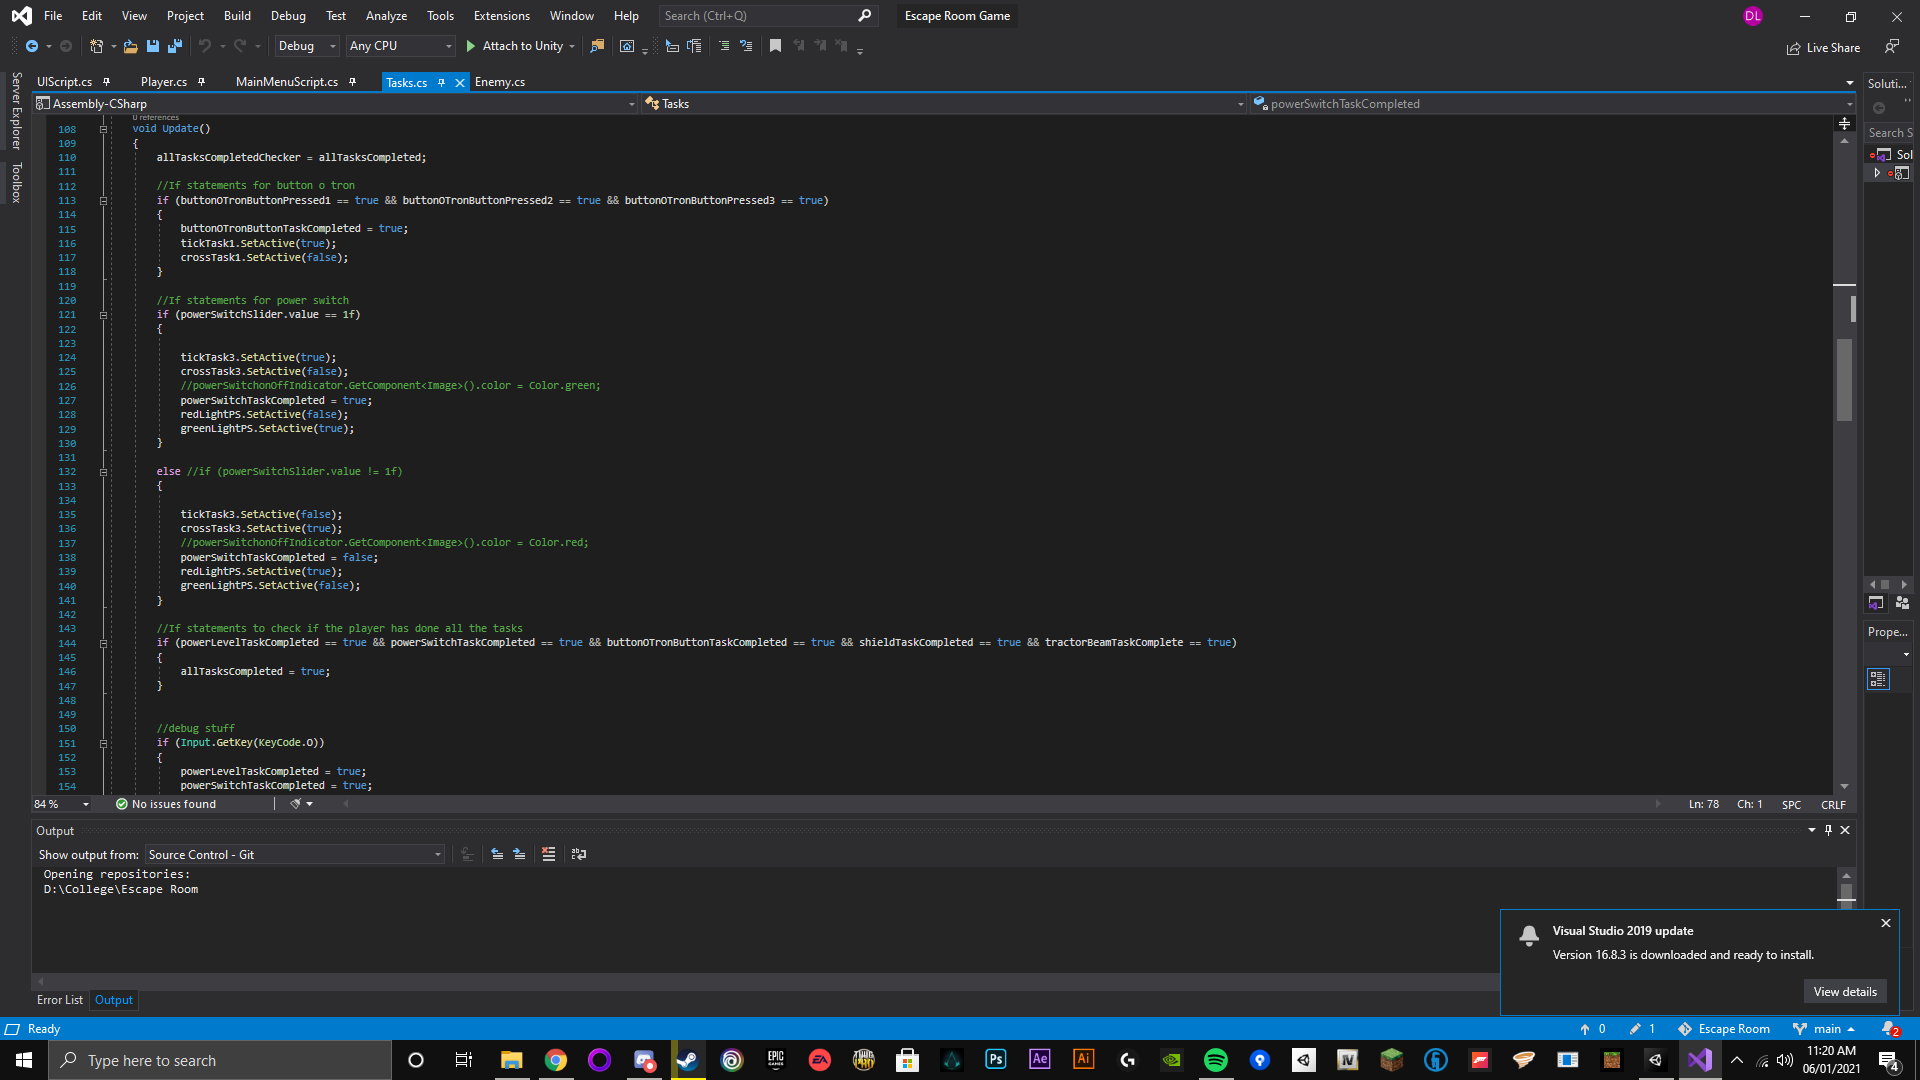 File Edit View Project Build Debug Test Analyze Tools Extensions Window Help Search (Ctrl+Q) Escape Room Game DL
Debug Any CPU Attach to Unity Live Share
UIScript.cs Player.cs MainMenuScript.cs Tasks.cs Enemy.cs
Assembly-CSharp Tasks powerSwitchTaskCompleted
0 references
108 void Update()
109 {
110 allTasksCompletedChecker = allTasksCompleted;
111
112 //If statements for button o tron
113 if (buttonOTronButtonPressed1 == true && buttonOTronButtonPressed2 == true && buttonOTronButtonPressed3 == true)
114 {
115 buttonOTronButtonTaskCompleted = true;
116 tickTask1.SetActive(true);
117 crossTask1.SetActive(false);
118 }
119
120 //If statements for power switch
121 if (powerSwitchSlider.value == 1f)
122 {
123
124 tickTask3.SetActive(true);
125 crossTask3.SetActive(false);
126 //powerSwitchonOffIndicator.GetComponent<Image>().color = Color.green;
127 powerSwitchTaskCompleted = true;
128 redLightPS.SetActive(false);
129 greenLightPS.SetActive(true);
130 }
131
132 else //if (powerSwitchSlider.value != 1f)
133 {
134
135 tickTask3.SetActive(false);
136 crossTask3.SetActive(true);
137 //powerSwitchonOffIndicator.GetComponent<Image>().color = Color.red;
138 powerSwitchTaskCompleted = false;
139 redLightPS.SetActive(true);
140 greenLightPS.SetActive(false);
141 }
142
143 //If statements to check if the player has done all the tasks
144 if (powerLevelTaskCompleted == true && powerSwitchTaskCompleted == true && buttonOTronButtonTaskCompleted == true && shieldTaskCompleted == true && tractorBeamTaskComplete == true)
145 {
146 allTasksCompleted = true;
147 }
148
149
150 //debug stuff
151 if (Input.GetKey(KeyCode.O))
152 {
153 powerLevelTaskCompleted = true;
154 powerSwitchTaskCompleted = true;
84 % No issues found Ln: 78 Ch: 1 SPC CRLF
Server Explorer
Toolbox
Soluti...
Search S
Sol
Prope...
Output
Show output from: Source Control - Git
Opening repositories:
D:\College\Escape Room
Visual Studio 2019 update
Version 16.8.3 is downloaded and ready to install.
View details
Error List Output
Ready 0 1 Escape Room main 2
Type here to search EPIC GAMES EA Ps Ae Ai 11:20 AM
06/01/2021 4